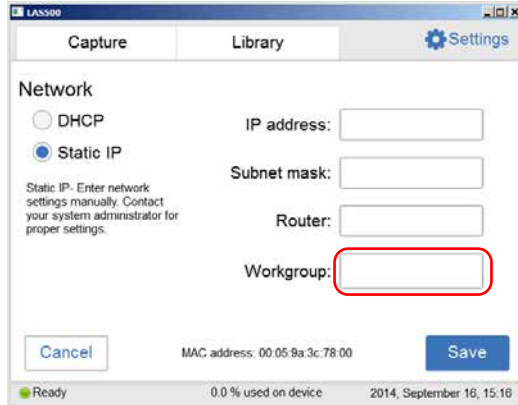 LAS500
Capture
Library
Settings
Network
DHCP
Static IP
Static IP- Enter network
settings manually. Contact
your system administrator for
proper settings.
IP address:
Subnet mask:
Router:
Workgroup:
Cancel
MAC address: 00:05:9a:3c:78:00
Save
Ready
0.0 % used on device
2014, September 16, 15:16